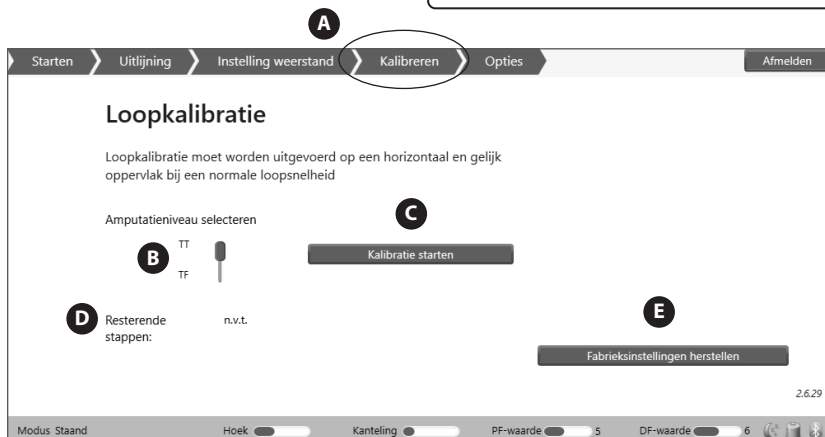 A
Starten Uitlijning Instelling weerstand Kalibreren Opties Afmelden
Loopkalibratie
Loopkalibratie moet worden uitgevoerd op een horizontaal en gelijk
oppervlak bij een normale loopsnelheid
Amputatieniveau selecteren
C
TT
B
Kalibratie starten
TF
D
Resterende n.v.t.
stappen:
E
Fabrieksinstellingen herstellen
2.6.29
Modus Staand Hoek Kanteling PF-waarde 5 DF-waarde 6